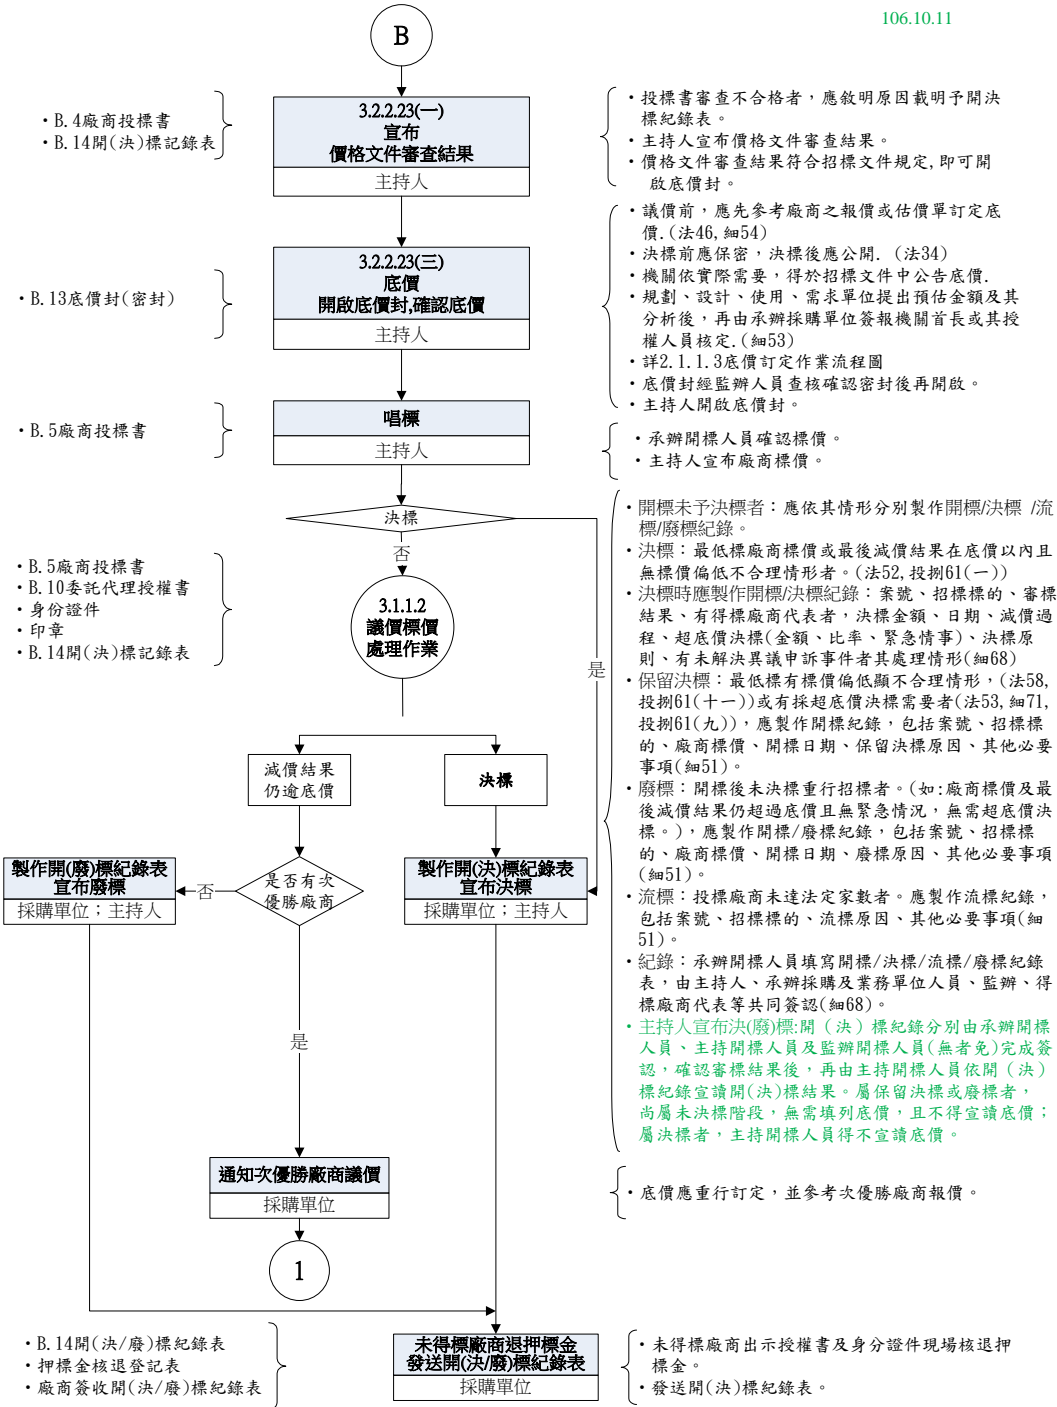 106.10.11
B
・B.4廠商投標書
・B.14開(決)標記錄表
3.2.2.23(一)
宣布
價格文件審查結果
主持人
・投標書審查不合格者，應敘明原因載明予開決
標紀錄表。
・主持人宣布價格文件審查結果。
・價格文件審查結果符合招標文件規定,即可開
啟底價封。
・B.13底價封(密封)
3.2.2.23(三)
底價
開啟底價封,確認底價
主持人
・議價前，應先參考廠商之報價或估價單訂定底
價.(法46,細54)
・決標前應保密，決標後應公開. (法34)
・機關依實際需要，得於招標文件中公告底價.
・規劃、設計、使用、需求單位提出預估金額及其
分析後，再由承辦採購單位簽報機關首長或其授
權人員核定.(細53)
・詳2.1.1.3底價訂定作業流程圖
・底價封經監辦人員查核確認密封後再開啟。
・主持人開啟底價封。
・B.5廠商投標書
唱標
主持人
・承辦開標人員確認標價。
・主持人宣布廠商標價。
決標
否
是
・B.5廠商投標書
・B.10委託代理授權書
・身份證件
・印章
・B.14開(決)標記錄表
3.1.1.2
議價標價
處理作業
・開標未予決標者：應依其情形分別製作開標/決標 /流
標/廢標紀錄。
・決標：最低標廠商標價或最後減價結果在底價以內且
無標價偏低不合理情形者。(法52,投捌61(一))
・決標時應製作開標/決標紀錄：案號、招標標的、審標
結果、有得標廠商代表者，決標金額、日期、減價過
程、超底價決標(金額、比率、緊急情事)、決標原
則、有未解決異議申訴事件者其處理情形(細68)
・保留決標：最低標有標價偏低顯不合理情形，(法58,
投捌61(十一))或有採超底價決標需要者(法53,細71,
投捌61(九))，應製作開標紀錄，包括案號、招標標
的、廠商標價、開標日期、保留決標原因、其他必要
事項(細51)。
・廢標：開標後未決標重行招標者。(如:廠商標價及最
後減價結果仍超過底價且無緊急情況，無需超底價決
標。)，應製作開標/廢標紀錄，包括案號、招標標
的、廠商標價、開標日期、廢標原因、其他必要事項
(細51)。
・流標：投標廠商未達法定家數者。應製作流標紀錄，
包括案號、招標標的、流標原因、其他必要事項(細
51)。
・紀錄：承辦開標人員填寫開標/決標/流標/廢標紀錄
表，由主持人、承辦採購及業務單位人員、監辦、得
標廠商代表等共同簽認(細68)。
・主持人宣布決(廢)標:開（決）標紀錄分別由承辦開標
人員、主持開標人員及監辦開標人員(無者免)完成簽
認，確認審標結果後，再由主持開標人員依開（決）
標紀錄宣讀開(決)標結果。屬保留決標或廢標者，
尚屬未決標階段，無需填列底價，且不得宣讀底價；
屬決標者，主持開標人員得不宣讀底價。
減價結果
仍逾底價
決標
製作開(廢)標紀錄表
宣布廢標
採購單位；主持人
否
是否有次
優勝廠商
製作開(決)標紀錄表
宣布決標
採購單位；主持人
是
通知次優勝廠商議價
採購單位
・底價應重行訂定，並參考次優勝廠商報價。
1
・B.14開(決/廢)標紀錄表
・押標金核退登記表
・廠商簽收開(決/廢)標紀錄表
未得標廠商退押標金
發送開(決/廢)標紀錄表
採購單位
・未得標廠商出示授權書及身分證件現場核退押
標金。
・發送開(決)標紀錄表。